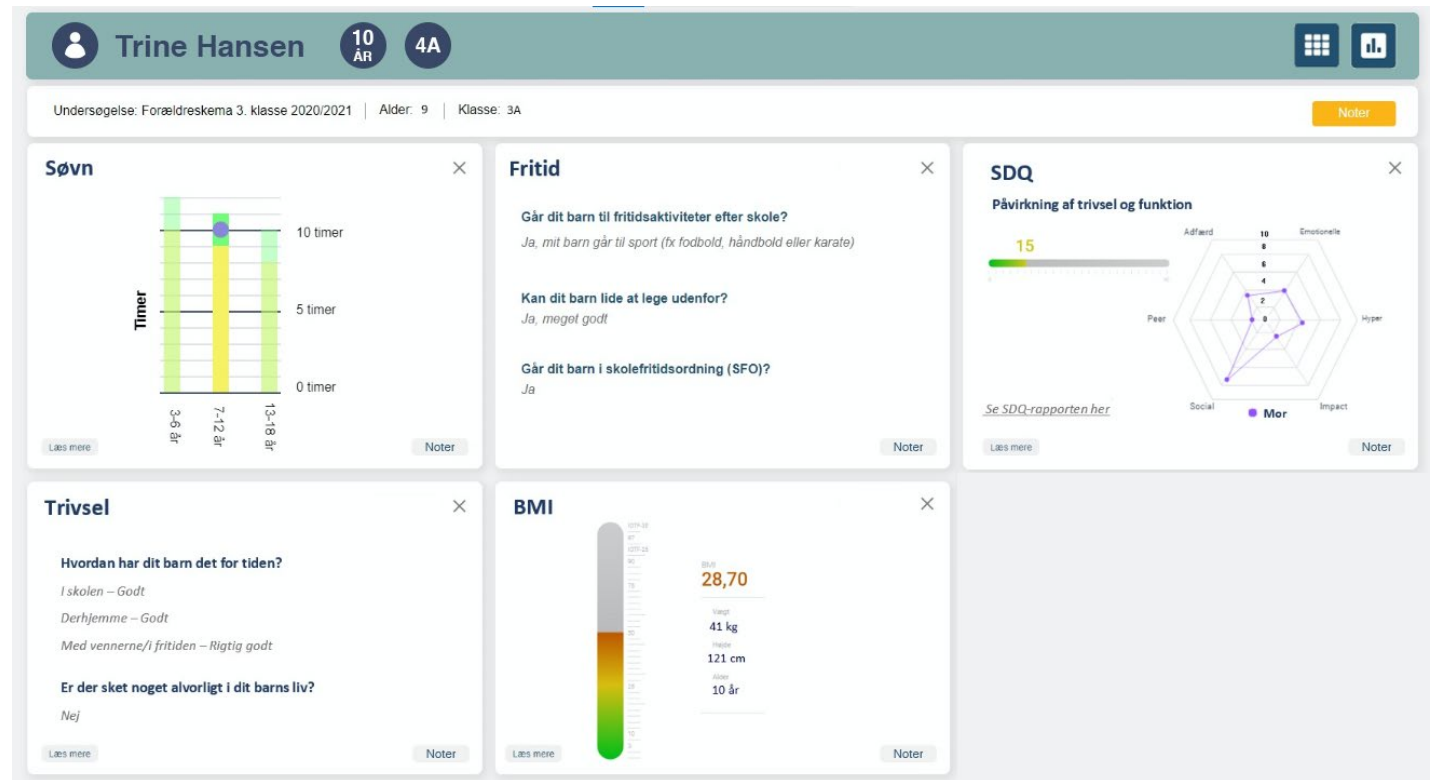 Trine Hansen
10
ÅR
4A
Undersøgelse: Forældreskema 3. klasse 2020/2021 | Alder: 9 | Klasse: 3A
Noter
Søvn
Timer
10 timer
5 timer
0 timer
3-6 år
7-12 år
13-18 år
Læs mere
Noter
Fritid
Går dit barn til fritidsaktiviteter efter skole?
Ja, mit barn går til sport (fx fodbold, håndbold eller karate)
Kan dit barn lide at lege udenfor?
Ja, meget godt
Går dit barn i skolefritidsordning (SFO)?
Ja
Noter
SDQ
Påvirkning af trivsel og funktion
15
Adfærd
Emotionelle
Hyper
Impact
Social
Peer
10
8
6
4
2
0
Mor
Se SDQ-rapporten her
Læs mere
Noter
Trivsel
Hvordan har dit barn det for tiden?
I skolen – Godt
Derhjemme – Godt
Med vennerne/i fritiden – Rigtig godt
Er der sket noget alvorligt i dit barns liv?
Nej
Læs mere
Noter
BMI
BMI
28,70
Vægt
41 kg
Højde
121 cm
Alder
10 år
Læs mere
Noter